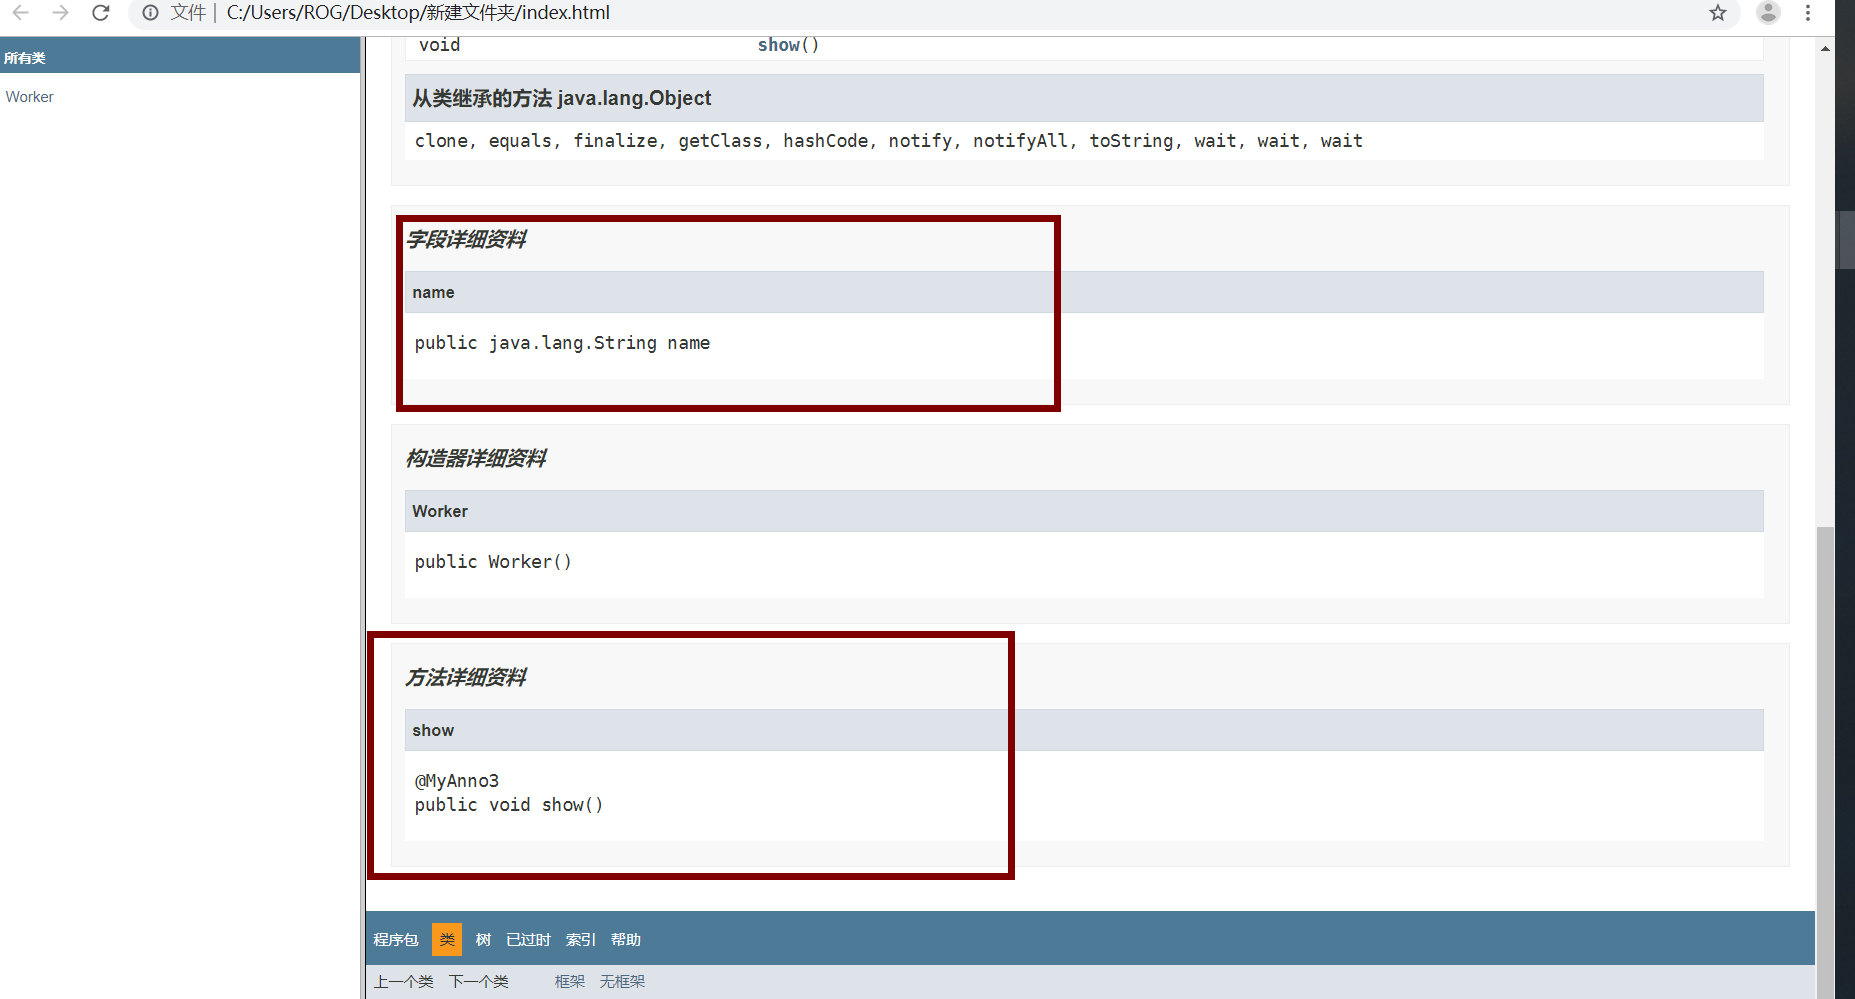 文件 | C:/Users/ROG/Desktop/新建文件夹/index.html
所有类
Worker
void show()
从类继承的方法 java.lang.Object
clone, equals, finalize, getClass, hashCode, notify, notifyAll, toString, wait, wait, wait
字段详细资料
name
public java.lang.String name
构造器详细资料
Worker
public Worker()
方法详细资料
show
@MyAnno3
public void show()
程序包 类 树 已过时 索引 帮助
上一个类 下一个类 框架 无框架